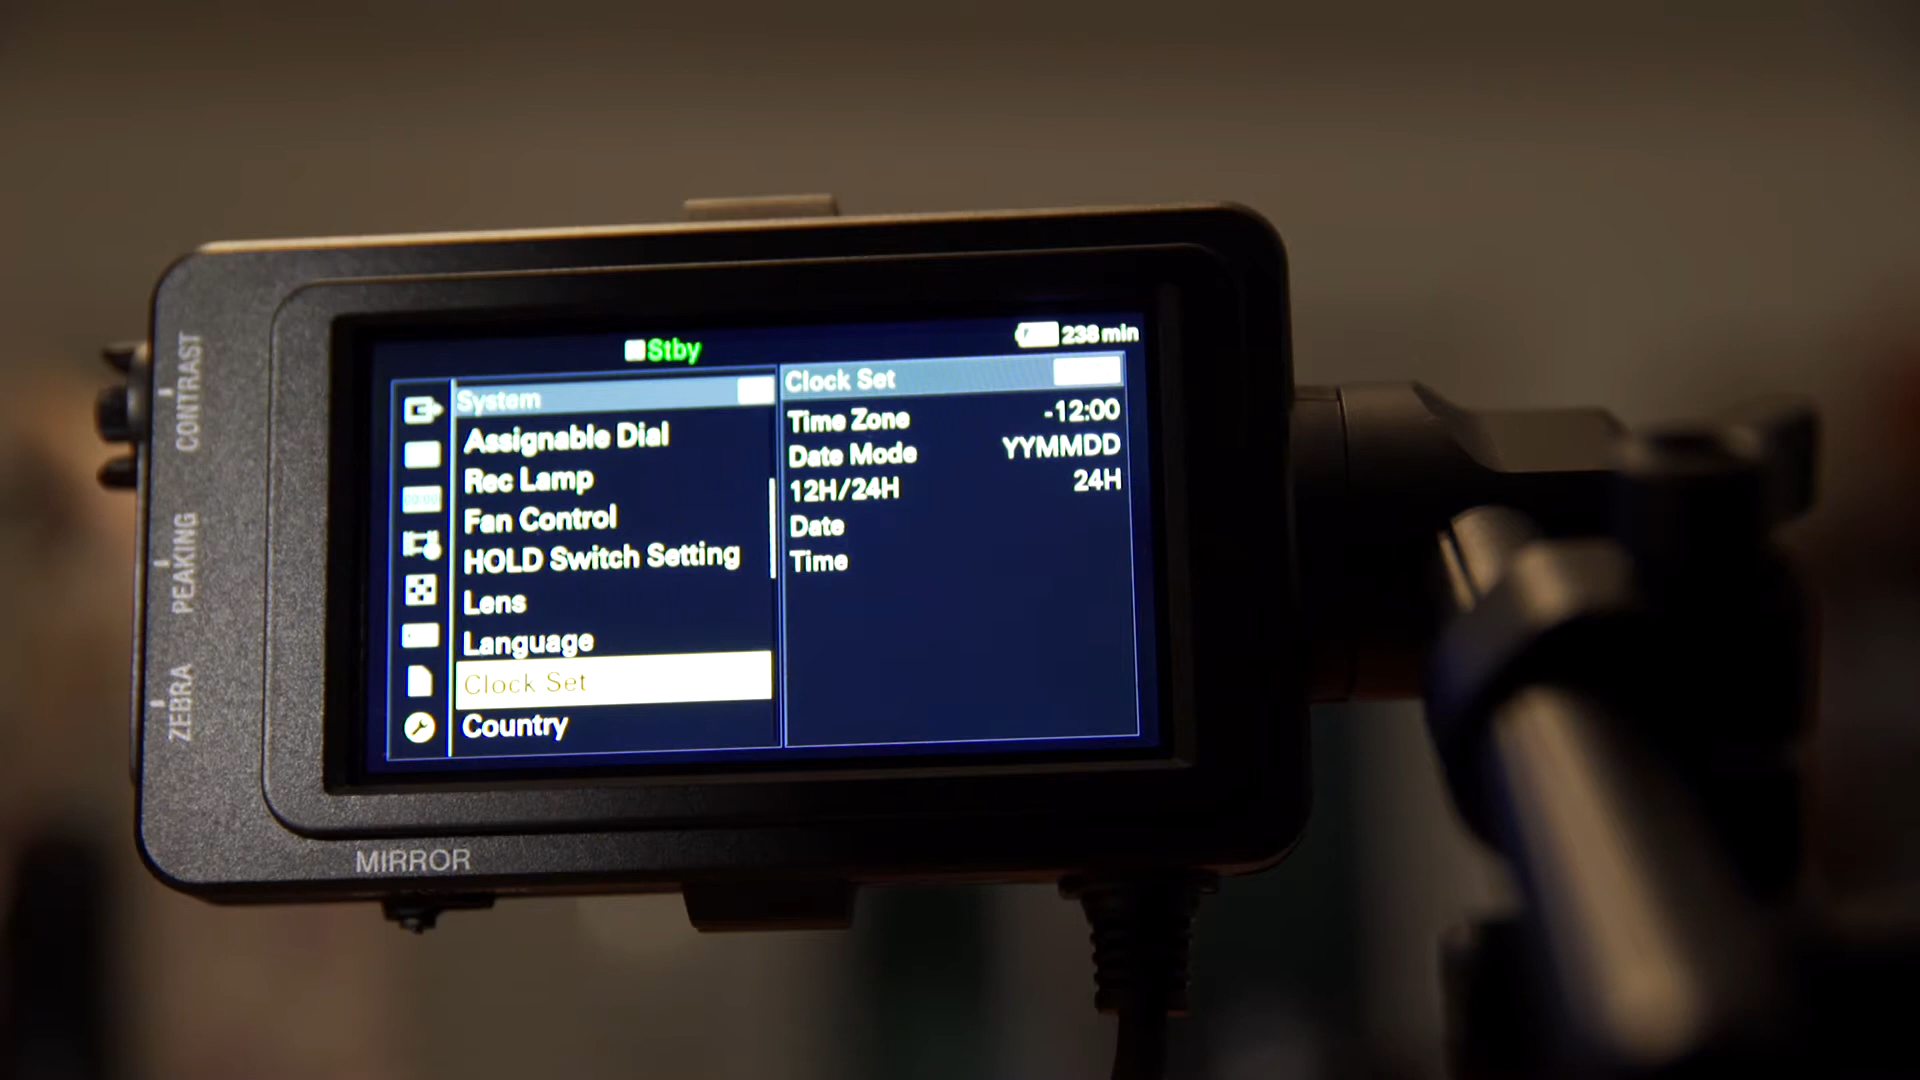 Stby
238 min
System
Assignable Dial
Rec Lamp
Fan Control
HOLD Switch Setting
Lens
Language
Clock Set
Country
Clock Set
Time Zone -12:00
Date Mode YYMMDD
12H/24H 24H
Date
Time
CONTRAST
PEAKING
ZEBRA
MIRROR